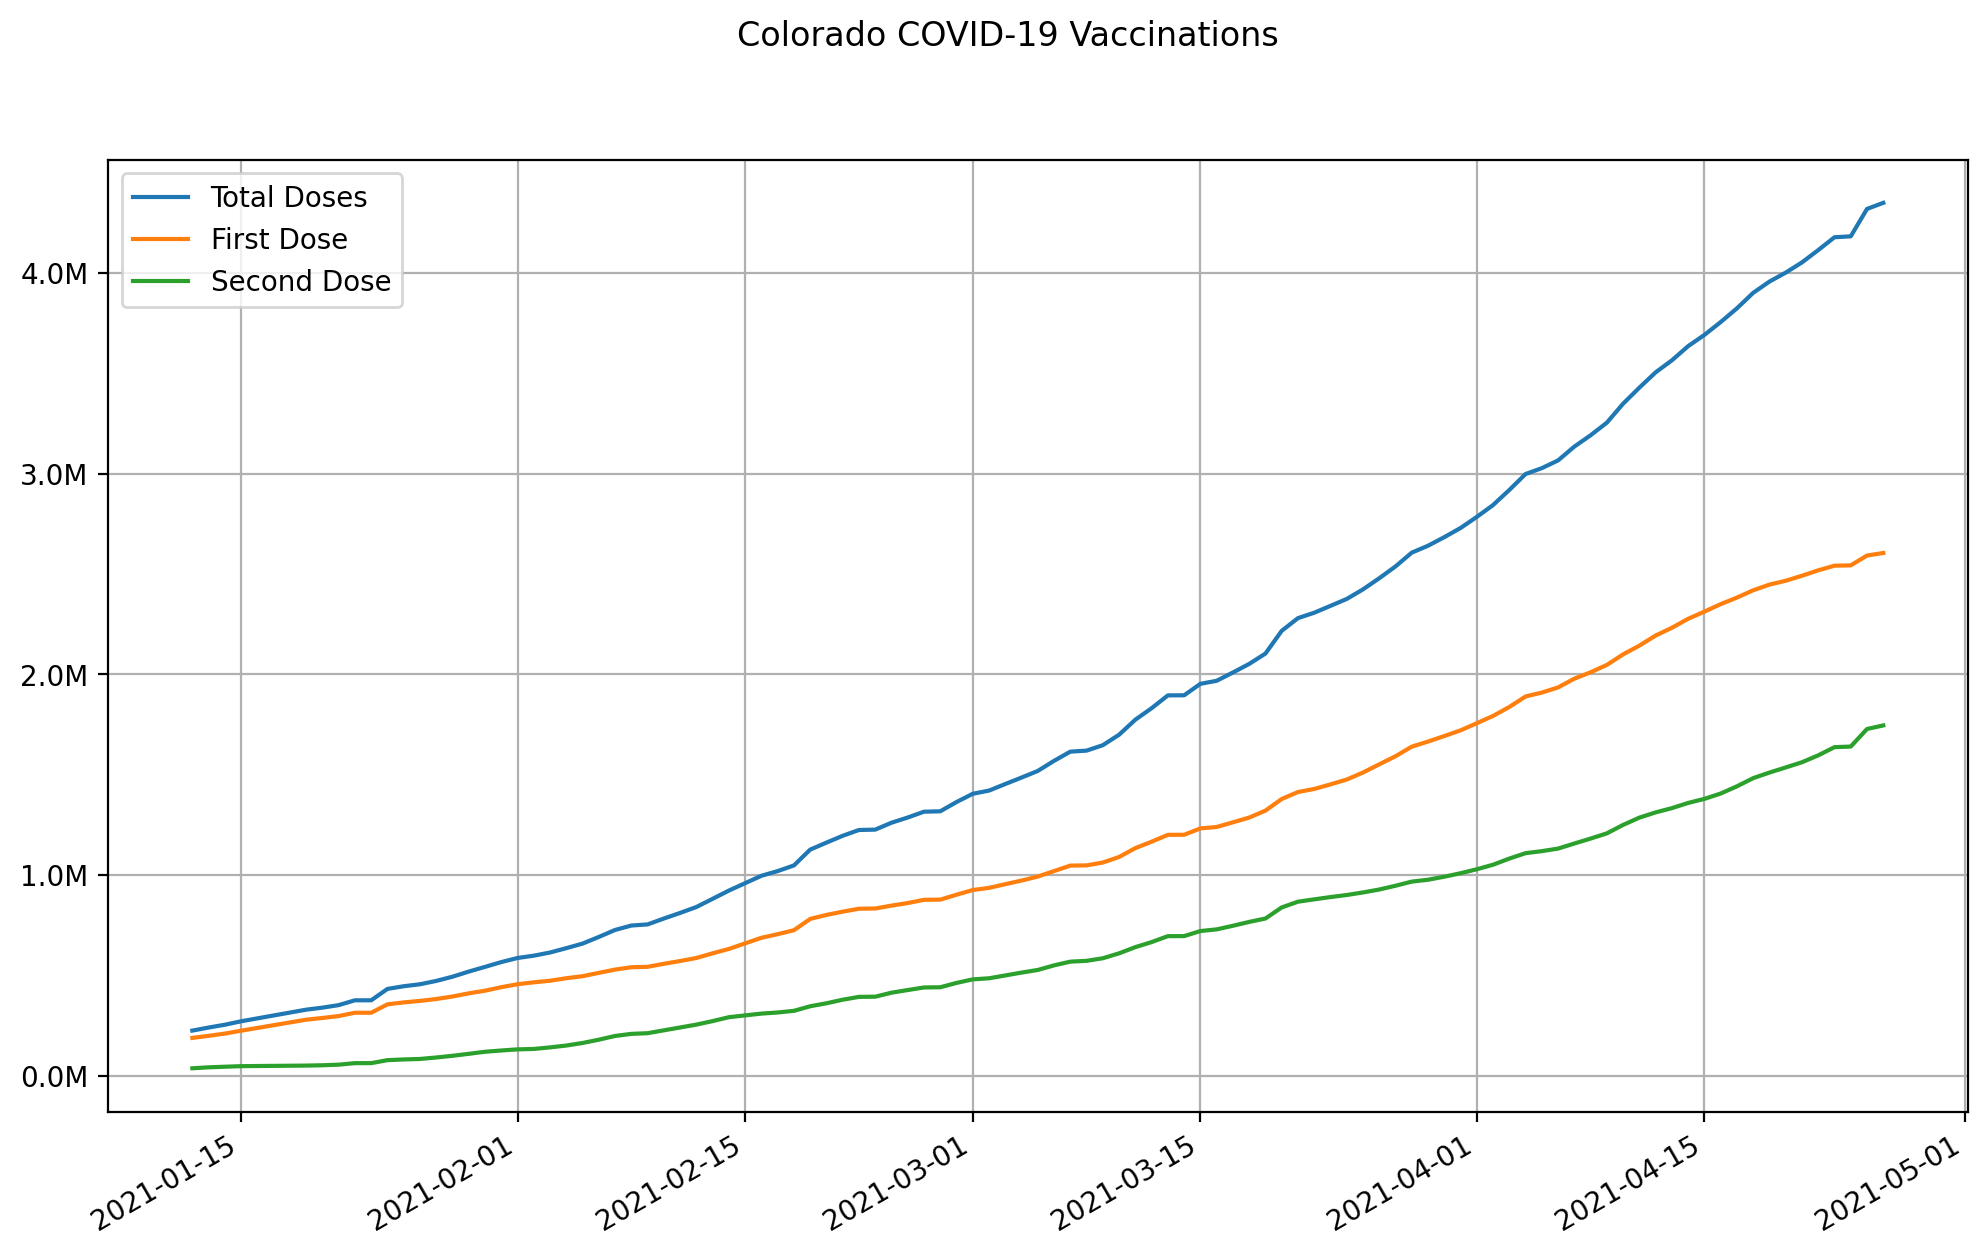 Colorado COVID-19 Vaccinations
Total Doses
First Dose
Second Dose
4.0M
3.0M
2.0M
1.0M
0.0M
2021-01-15
2021-02-01
2021-02-15
2021-03-01
2021-03-15
2021-04-01
2021-04-15
2021-05-01